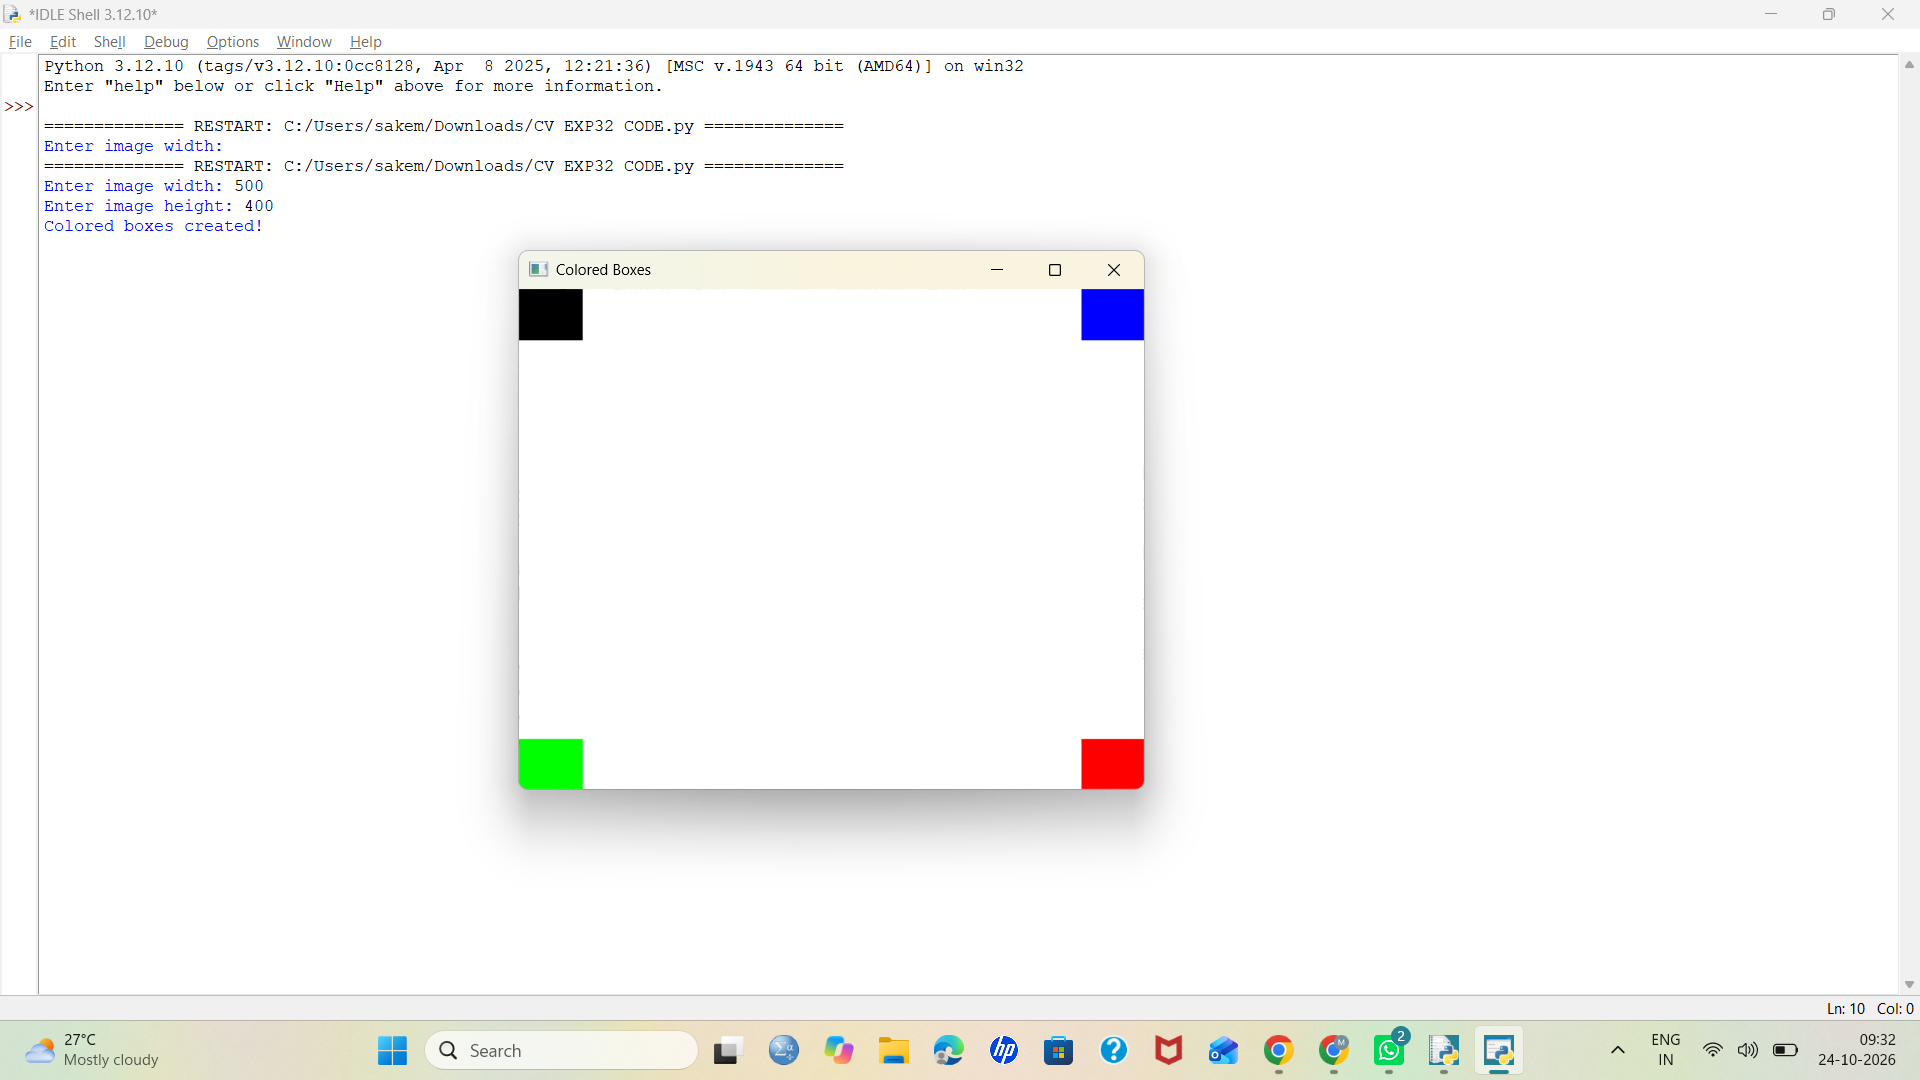 *IDLE Shell 3.12.10*
File Edit Shell Debug Options Window Help
Python 3.12.10 (tags/v3.12.10:0cc8128, Apr  8 2025, 12:21:36) [MSC v.1943 64 bit (AMD64)] on win32
Enter "help" below or click "Help" above for more information.
>>>
============== RESTART: C:/Users/sakem/Downloads/CV EXP32 CODE.py ==============
Enter image width:
============== RESTART: C:/Users/sakem/Downloads/CV EXP32 CODE.py ==============
Enter image width: 500
Enter image height: 400
Colored boxes created!
Colored Boxes
Ln: 10 Col: 0
27°C
Mostly cloudy
Search
hp
M
2
ENG
IN
09:32
24-10-2026